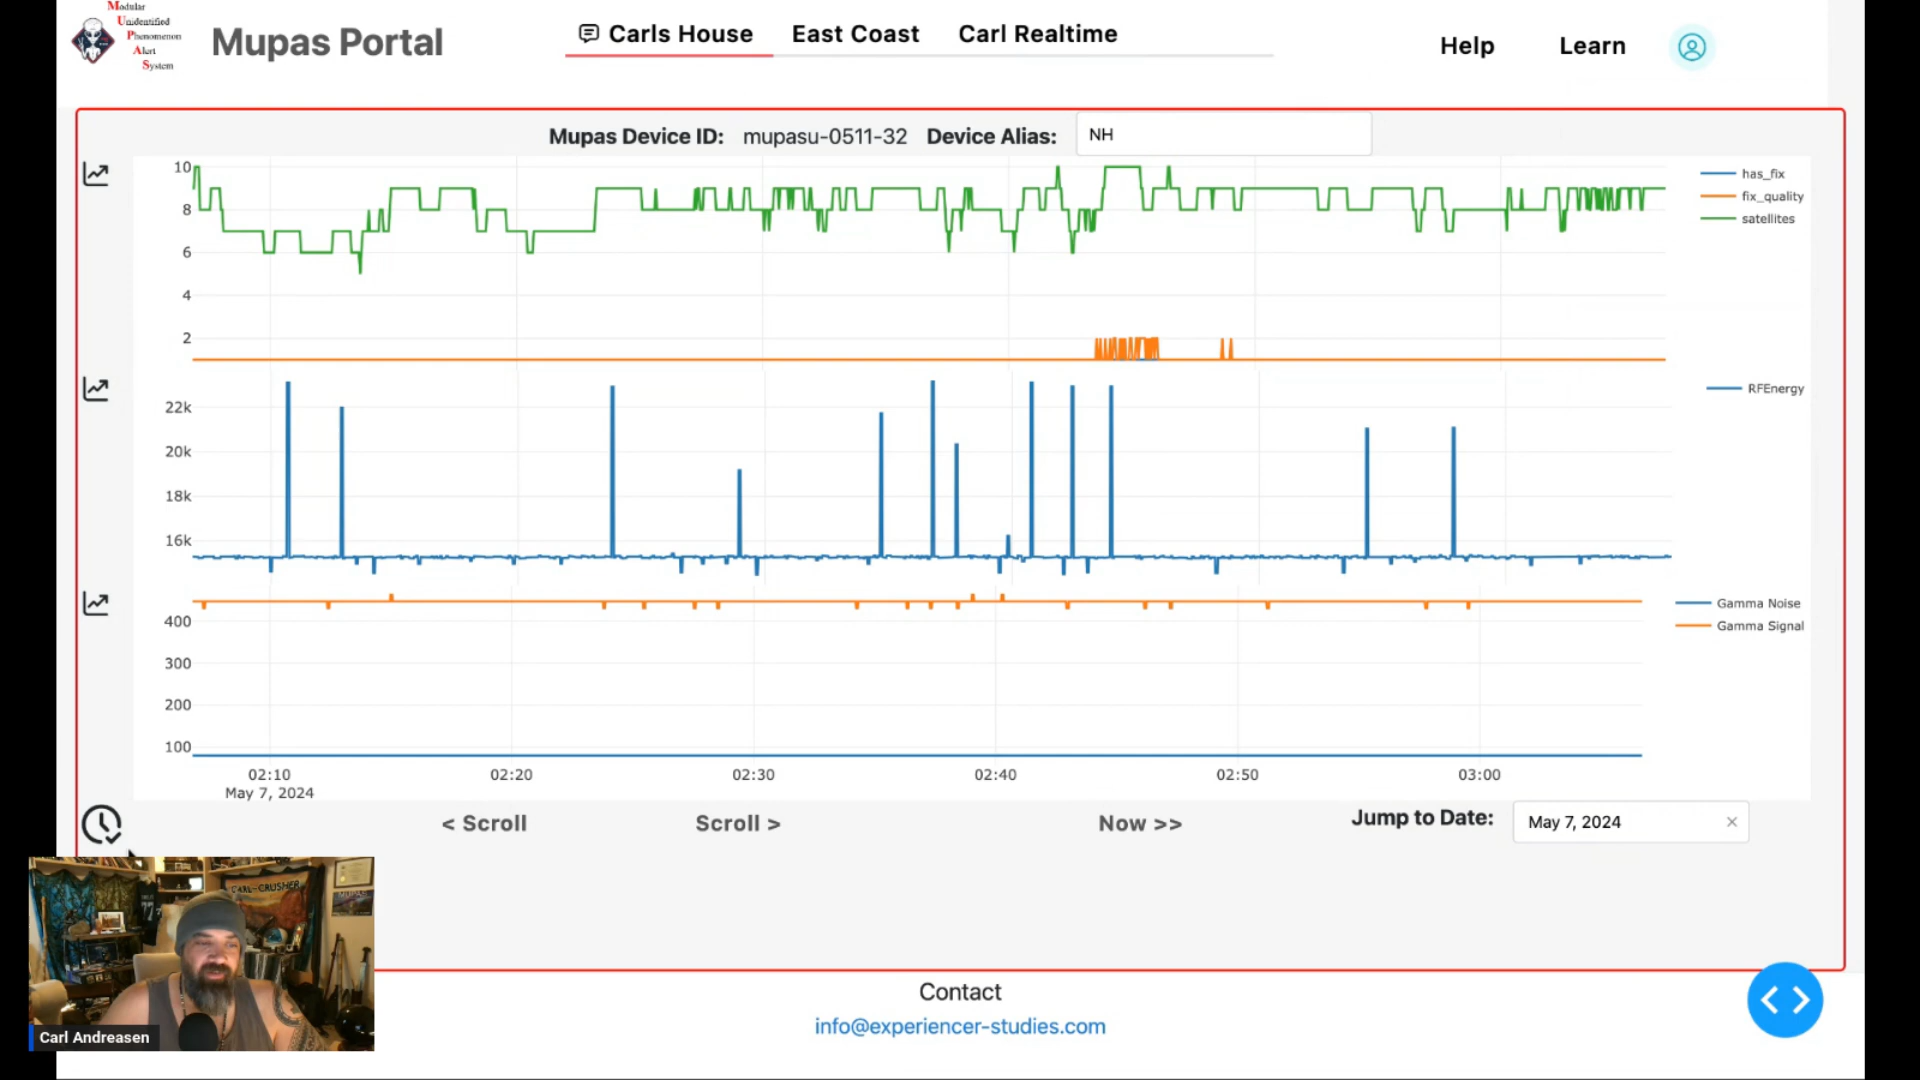 Modular
Unidentified
Phenomenon
Alert
System
Mupas Portal
Carls House
East Coast
Carl Realtime
Help
Learn
Mupas Device ID: mupasu-0511-32 Device Alias: NH
10
8
6
4
2
has_fix
fix_quality
satellites
22k
20k
18k
16k
RFEnergy
400
300
200
100
Gamma Noise
Gamma Signal
02:10
02:20
02:30
02:40
02:50
03:00
May 7, 2024
< Scroll
Scroll >
Now >>
Jump to Date: May 7, 2024
CARL-CRUSHER
77
Carl Andreasen
Contact
info@experiencer-studies.com